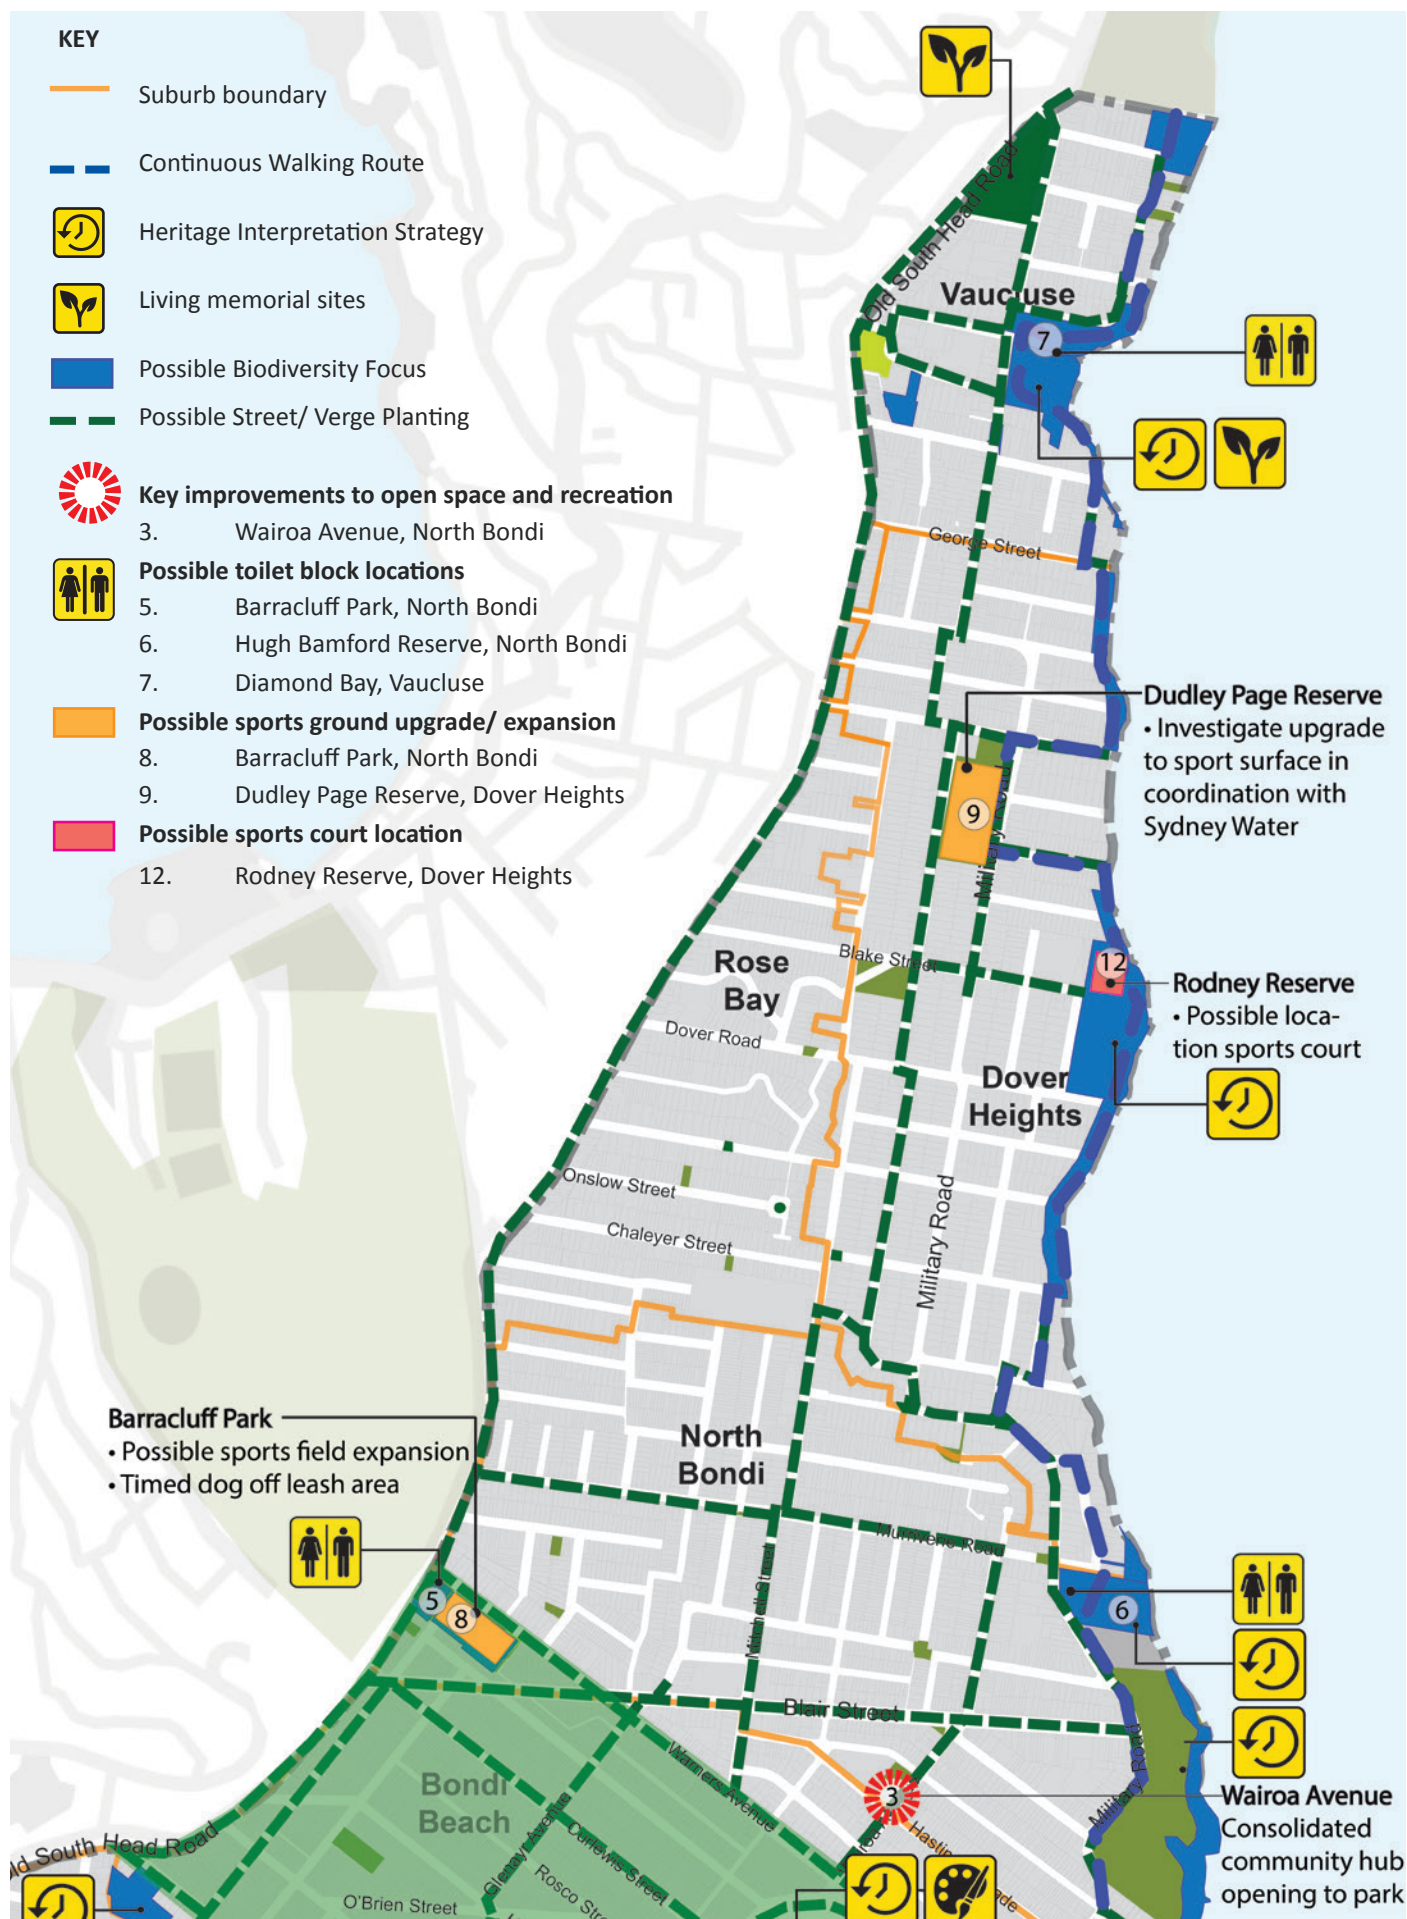 KEY
Suburb boundary
Continuous Walking Route
Heritage Interpretation Strategy
Living memorial sites
Possible Biodiversity Focus
Possible Street/ Verge Planting
Key improvements to open space and recreation
3. Wairoa Avenue, North Bondi
Possible toilet block locations
5. Barracluff Park, North Bondi
6. Hugh Bamford Reserve, North Bondi
7. Diamond Bay, Vaucluse
Possible sports ground upgrade/ expansion
8. Barracluff Park, North Bondi
9. Dudley Page Reserve, Dover Heights
Possible sports court location
12. Rodney Reserve, Dover Heights
Old South Head Road
Vaucluse
7
George Street
Dudley Page Reserve
• Investigate upgrade
to sport surface in
coordination with
Sydney Water
9
Military Road
Blake Street
Rose
Bay
12
Rodney Reserve
• Possible loca-
tion sports court
Dover Road
Dover
Heights
Onslow Street
Chaleyer Street
Military Road
Barracluff Park
• Possible sports field expansion
• Timed dog off leash area
North
Bondi
Murriverie Road
Mitchell Street
5
8
6
Blair Street
Warners Avenue
Military Road
Bondi
Beach
3
Wairoa Avenue
Consolidated
community hub
opening to park
Old South Head Road
Glenayr Avenue
Curlewis Street
Rosco
O'Brien Street